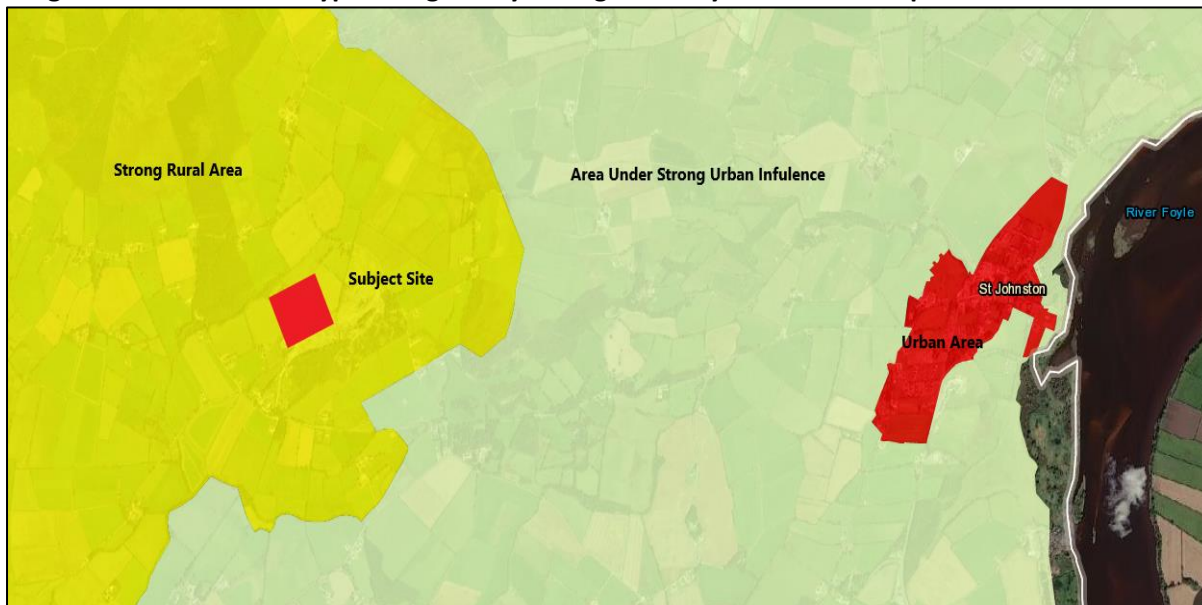 Strong Rural Area
Area Under Strong Urban Infulence
River Foyle
Subject Site
St Johnston
Urban Area